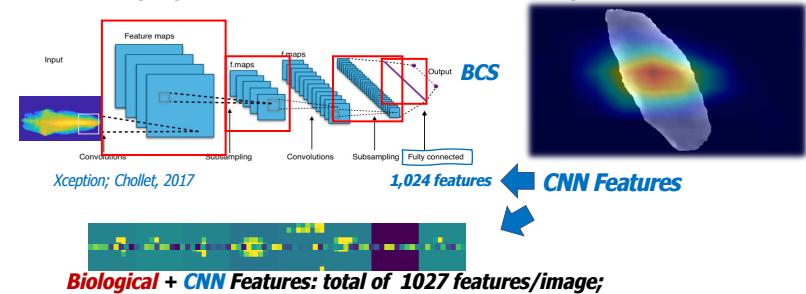 Feature maps
Input
f.maps
f.maps
Output
BCS
Convolutions
Subsampling
Convolutions
Subsampling
Fully connected
Xception; Chollet, 2017
1,024 features
CNN Features
Biological + CNN Features: total of 1027 features/image;